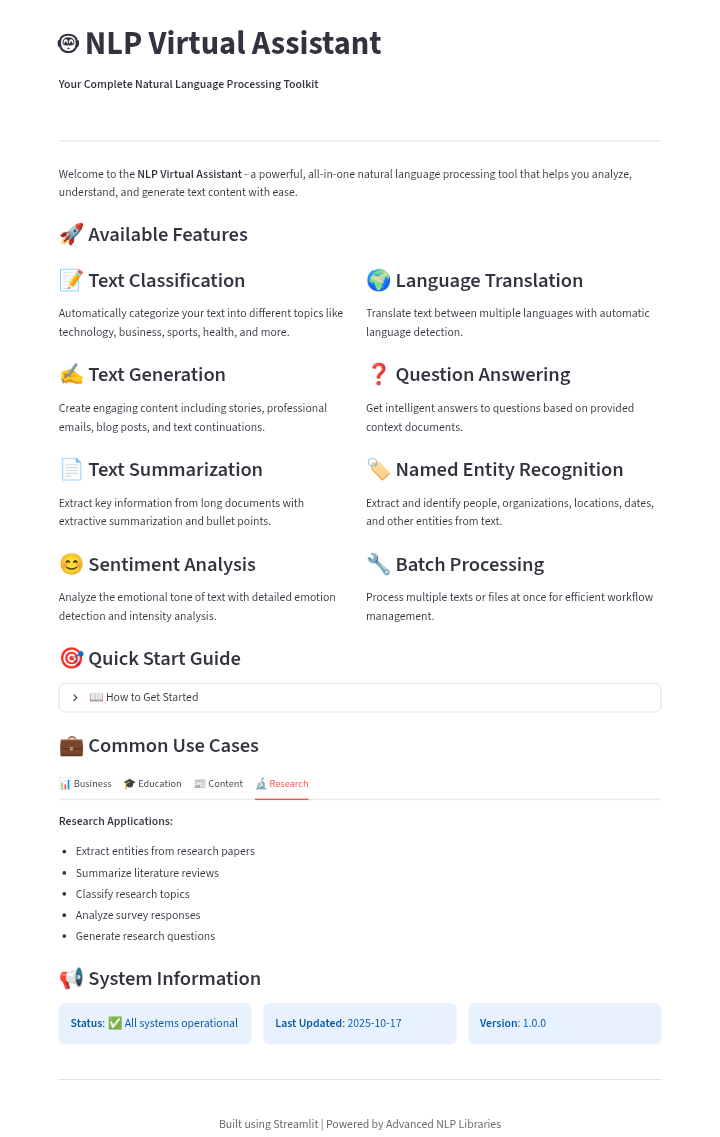 NLP Virtual Assistant
Your Complete Natural Language Processing Toolkit
Welcome to the NLP Virtual Assistant - a powerful, all-in-one natural language processing tool that helps you analyze,
understand, and generate text content with ease.
🚀 Available Features
📝 Text Classification
Automatically categorize your text into different topics like
technology, business, sports, health, and more.
🌍 Language Translation
Translate text between multiple languages with automatic
language detection.
✍️ Text Generation
Create engaging content including stories, professional
emails, blog posts, and text continuations.
❓ Question Answering
Get intelligent answers to questions based on provided
context documents.
📄 Text Summarization
Extract key information from long documents with
extractive summarization and bullet points.
🏷️ Named Entity Recognition
Extract and identify people, organizations, locations, dates,
and other entities from text.
😊 Sentiment Analysis
Analyze the emotional tone of text with detailed emotion
detection and intensity analysis.
🔧 Batch Processing
Process multiple texts or files at once for efficient workflow
management.
🎯 Quick Start Guide
📖 How to Get Started
💼 Common Use Cases
📊 Business 🎓 Education 📰 Content 🔬 Research
Research Applications:
• Extract entities from research papers
• Summarize literature reviews
• Classify research topics
• Analyze survey responses
• Generate research questions
📢 System Information
Status: ✅ All systems operational
Last Updated: 2025-10-17
Version: 1.0.0
Built using Streamlit | Powered by Advanced NLP Libraries